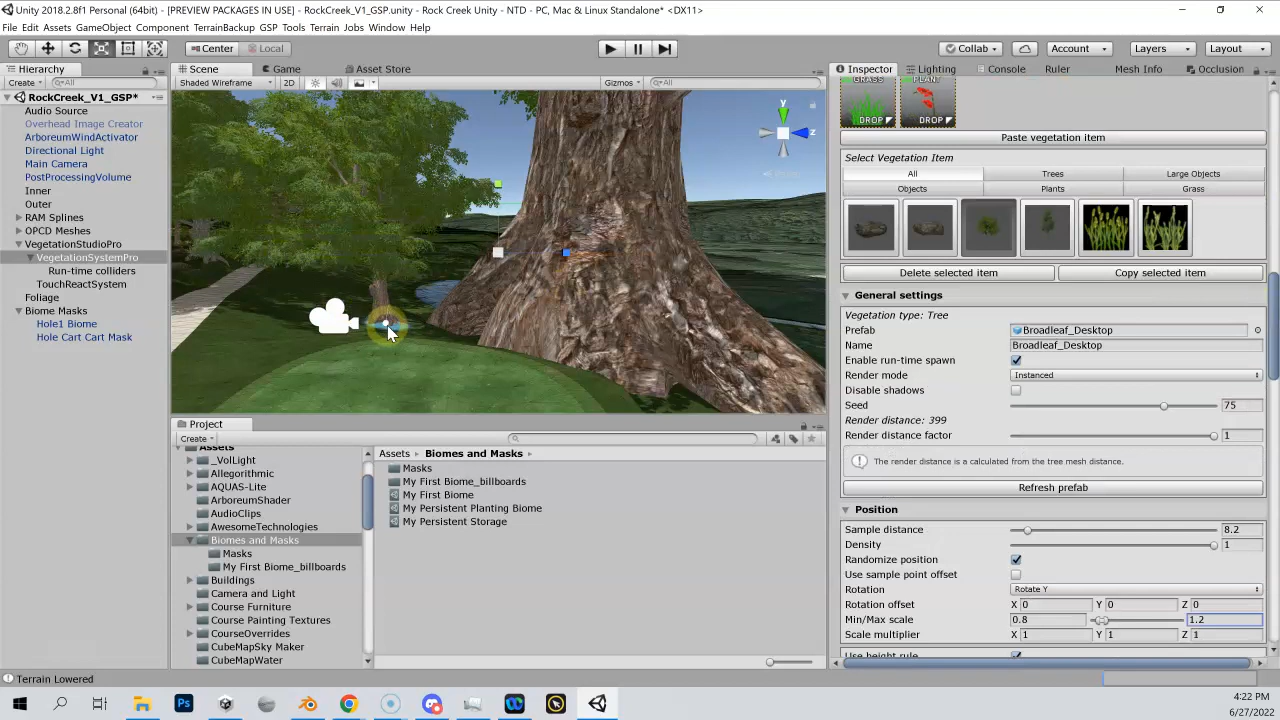 Unity 2018.2.8f1 Personal (64bit) - [PREVIEW PACKAGES IN USE] - RockCreek_V1_GSP.unity - Rock Creek Unity - NTD - PC, Mac & Linux Standalone* <DX11>
File Edit Assets GameObject Component TerrainBackup GSP Tools Terrain Jobs Window Help
Center Local Collab Account Layers Layout
Hierarchy Scene Game Asset Store Inspector Lighting Console Ruler Mesh Info Occlusion
Create All Shaded Wireframe 2D Gizmos All
RockCreek_V1_GSP*
Audio Source
Overhead Image Creator
ArboreumWindActivator
Directional Light
Main Camera
PostProcessingVolume
Inner
Outer
RAM Splines
OPCD Meshes
VegetationStudioPro
VegetationSystemPro
Run-time colliders
TouchReactSystem
Foliage
Biome Masks
Hole1 Biome
Hole Cart Cart Mask
y
z
Project
Create
Assets
_VolLight
Allegorithmic
AQUAS-Lite
ArboreumShader
AudioClips
AwesomeTechnologies
Biomes and Masks
Masks
My First Biome_billboards
Buildings
Camera and Light
Course Furniture
Course Painting Textures
CourseOverrides
CubeMapSky Maker
CubeMapWater
Assets Biomes and Masks
Masks
My First Biome_billboards
My First Biome
My Persistent Planting Biome
My Persistent Storage
GRASS PLANT
DROP DROP
Paste vegetation item
Select Vegetation Item
All Trees Large Objects
Objects Plants Grass
Delete selected item Copy selected item
General settings
Vegetation type: Tree
Prefab Broadleaf_Desktop
Name Broadleaf_Desktop
Enable run-time spawn
Render mode Instanced
Disable shadows
Seed 75
Render distance: 399
Render distance factor 1
The render distance is a calculated from the tree mesh distance.
Refresh prefab
Position
Sample distance 8.2
Density 1
Randomize position
Use sample point offset
Rotation Rotate Y
Rotation offset X 0 Y 0 Z 0
Min/Max scale 0.8 1.2
Scale multiplier X 1 Y 1 Z 1
Use height rule
Terrain Lowered
4:22 PM
6/27/2022